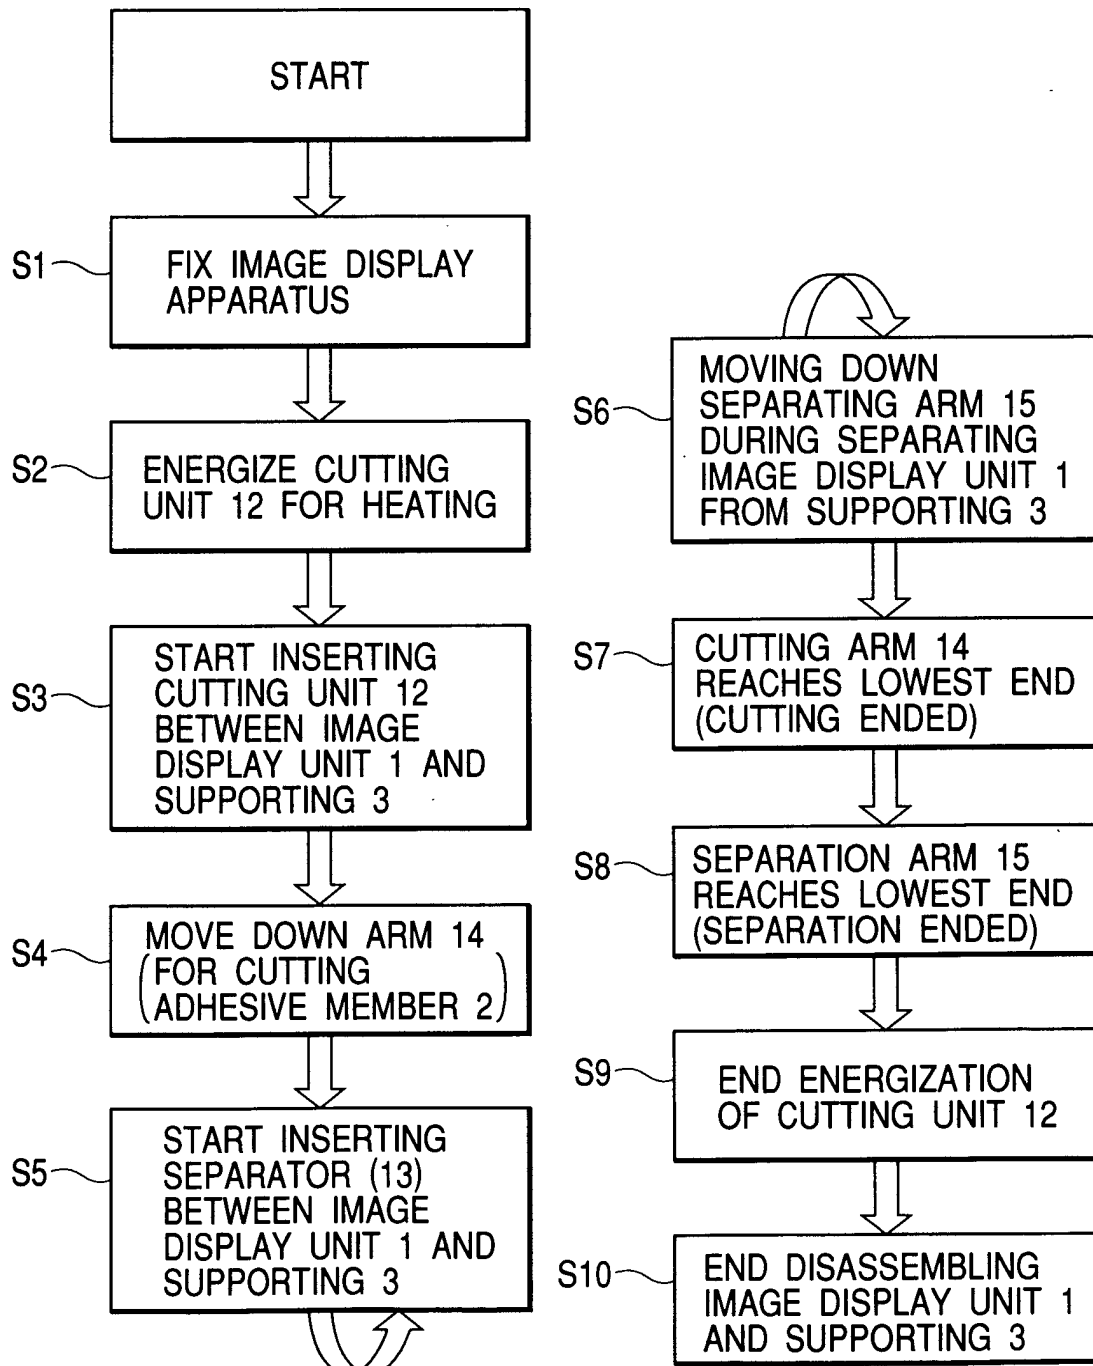 START
S1
FIX IMAGE DISPLAY
APPARATUS
S2
ENERGIZE CUTTING
UNIT 12 FOR HEATING
S3
START INSERTING
CUTTING UNIT 12
BETWEEN IMAGE
DISPLAY UNIT 1 AND
SUPPORTING 3
S4
MOVE DOWN ARM 14
(FOR CUTTING
ADHESIVE MEMBER 2)
S5
START INSERTING
SEPARATOR (13)
BETWEEN IMAGE
DISPLAY UNIT 1 AND
SUPPORTING 3
S6
MOVING DOWN
SEPARATING ARM 15
DURING SEPARATING
IMAGE DISPLAY UNIT 1
FROM SUPPORTING 3
S7
CUTTING ARM 14
REACHES LOWEST END
(CUTTING ENDED)
S8
SEPARATION ARM 15
REACHES LOWEST END
(SEPARATION ENDED)
S9
END ENERGIZATION
OF CUTTING UNIT 12
S10
END DISASSEMBLING
IMAGE DISPLAY UNIT 1
AND SUPPORTING 3